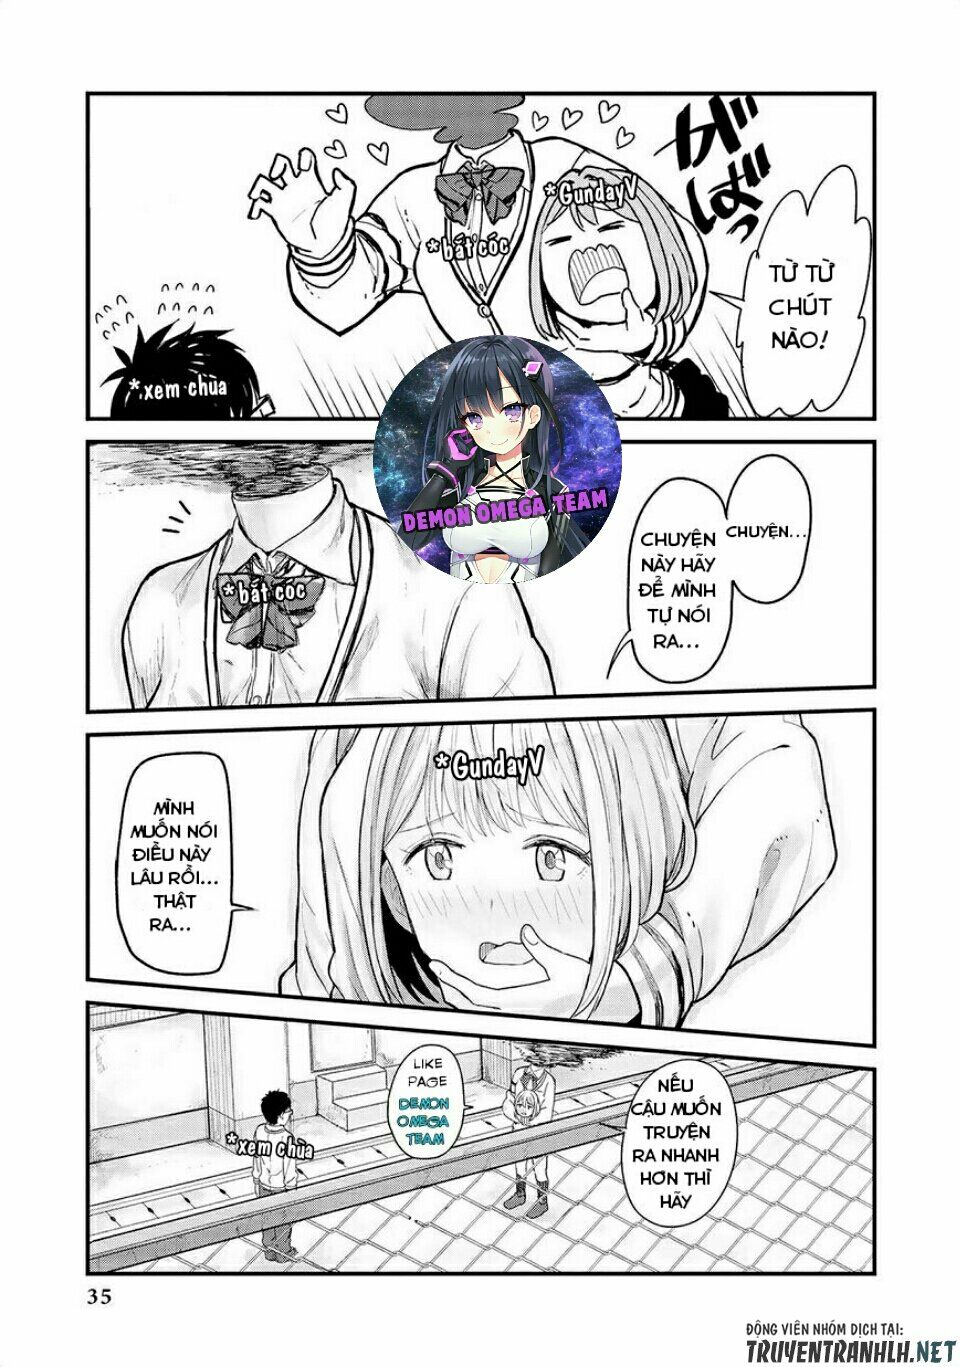 がばっ
*GundayV
*bắt cóc
TỪ TỪ
CHÚT
NÀO!
*xem chùa
DEMON OMEGA TEAM
CHUYỆN...
CHUYỆN
NÀY HÃY
ĐỂ MÌNH
TỰ NÓI
RA...
*bắt cóc
*GundayV
MÌNH
MUỐN NÓI
ĐIỀU NÀY
LÂU RỒI...
THẬT
RA...
NẾU
CẬU MUỐN
TRUYỆN
RA NHANH
HƠN THÌ
HÃY
LIKE
PAGE
DEMON
OMEGA
TEAM
*xem chùa
35
ĐỘNG VIÊN NHÓM DỊCH TẠI:
TRUYENTRANHLH.NET